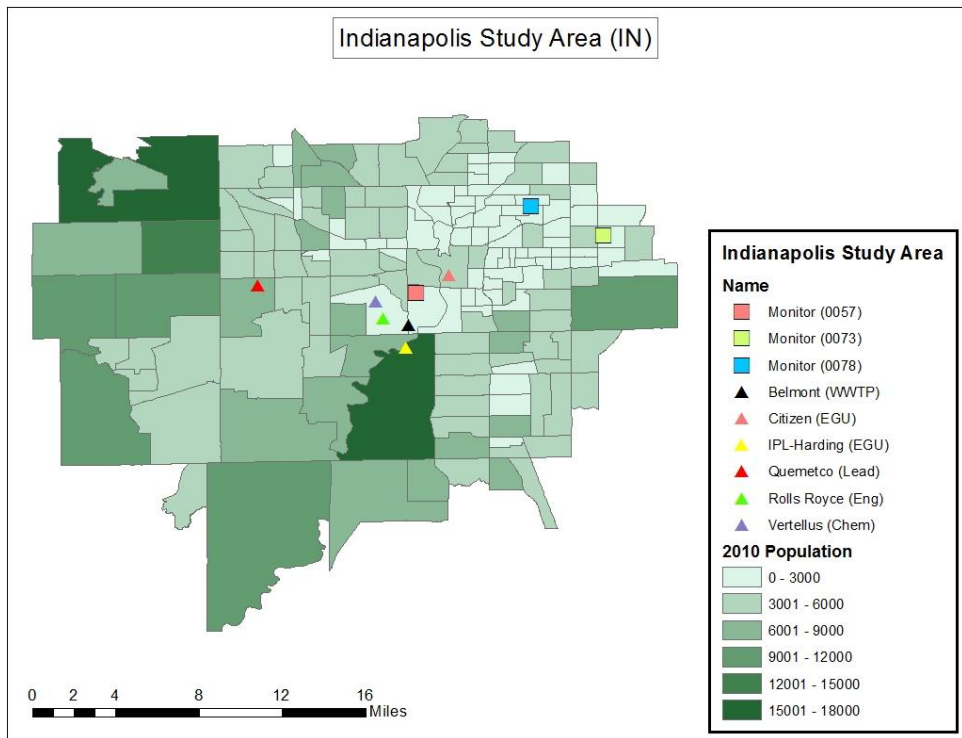 Indianapolis Study Area (IN)
Indianapolis Study Area
Name
Monitor (0057)
Monitor (0073)
Monitor (0078)
Belmont (WWTP)
Citizen (EGU)
IPL-Harding (EGU)
Quemetco (Lead)
Rolls Royce (Eng)
Vertellus (Chem)
2010 Population
0 - 3000
3001 - 6000
6001 - 9000
9001 - 12000
12001 - 15000
15001 - 18000
0 2 4 8 12 16
Miles